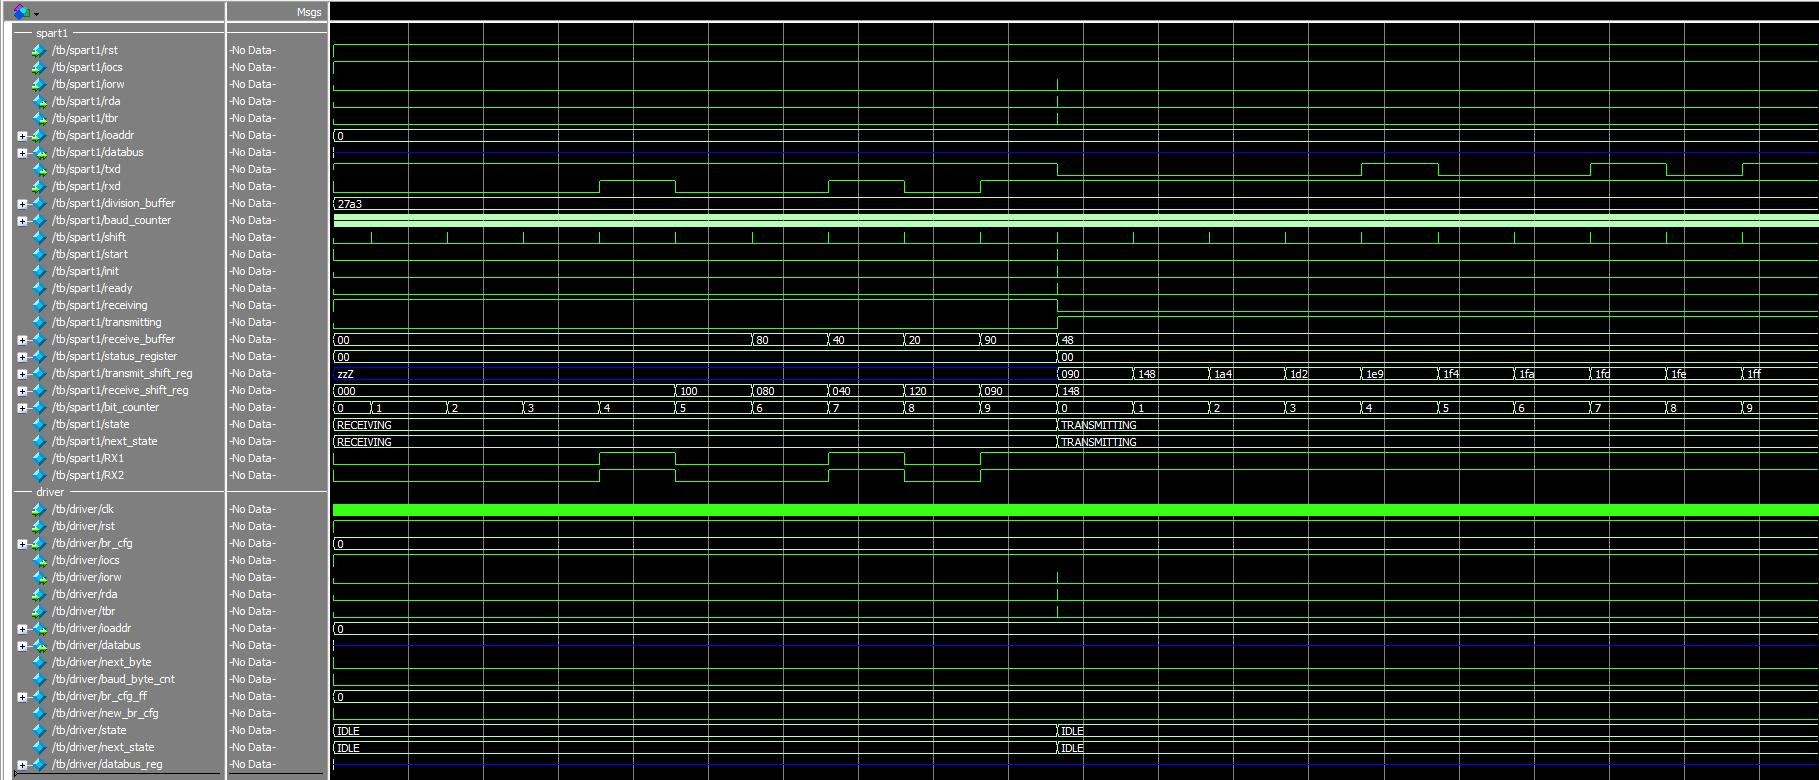 Msgs
spart1
/tb/spart1/rst -No Data-
/tb/spart1/iocs -No Data-
/tb/spart1/iorw -No Data-
/tb/spart1/rda -No Data-
/tb/spart1/tbr -No Data-
/tb/spart1/ioaddr -No Data- 0
/tb/spart1/databus -No Data-
/tb/spart1/txd -No Data-
/tb/spart1/rxd -No Data-
/tb/spart1/division_buffer -No Data- 27a3
/tb/spart1/baud_counter -No Data-
/tb/spart1/shift -No Data-
/tb/spart1/start -No Data-
/tb/spart1/init -No Data-
/tb/spart1/ready -No Data-
/tb/spart1/receiving -No Data-
/tb/spart1/transmitting -No Data-
/tb/spart1/receive_buffer -No Data- 00 80 40 20 90 48
/tb/spart1/status_register -No Data- 00 00
/tb/spart1/transmit_shift_reg -No Data- zzZ 090 148 1a4 1d2 1e9 1f4 1fa 1fd 1fe 1ff
/tb/spart1/receive_shift_reg -No Data- 000 100 080 040 120 090 148
/tb/spart1/bit_counter -No Data- 0 1 2 3 4 5 6 7 8 9 0 1 2 3 4 5 6 7 8 9
/tb/spart1/state -No Data- RECEIVING TRANSMITTING
/tb/spart1/next_state -No Data- RECEIVING TRANSMITTING
/tb/spart1/RX1 -No Data-
/tb/spart1/RX2 -No Data-
driver
/tb/driver/clk -No Data-
/tb/driver/rst -No Data-
/tb/driver/br_cfg -No Data- 0
/tb/driver/iocs -No Data-
/tb/driver/iorw -No Data-
/tb/driver/rda -No Data-
/tb/driver/tbr -No Data-
/tb/driver/ioaddr -No Data- 0
/tb/driver/databus -No Data-
/tb/driver/next_byte -No Data-
/tb/driver/baud_byte_cnt -No Data-
/tb/driver/br_cfg_ff -No Data- 0
/tb/driver/new_br_cfg -No Data-
/tb/driver/state -No Data- IDLE IDLE
/tb/driver/next_state -No Data- IDLE IDLE
/tb/driver/databus_reg -No Data-